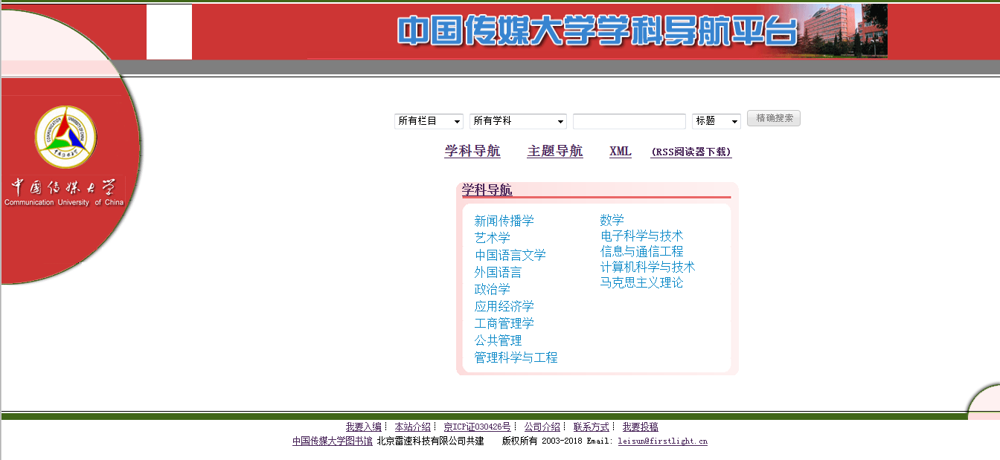 中国传媒大学学科导航平台
所有栏目 所有学科 标题 精确搜索
学科导航 主题导航 XML (RSS阅读器下载)
COMMUNICATION UNIVERSITY OF CHINA
中国传媒大学
中国传媒大学
Communication University of China
学科导航
新闻传播学
艺术学
中国语言文学
外国语言
政治学
应用经济学
工商管理学
公共管理
管理科学与工程
数学
电子科学与技术
信息与通信工程
计算机科学与技术
马克思主义理论
我要入编┊ 本站介绍┊ 京ICP证030426号┊ 公司介绍┊ 联系方式┊ 我要投稿
中国传媒大学图书馆 北京雷速科技有限公司共建 版权所有 2003-2018 Email: leisun@firstlight.cn